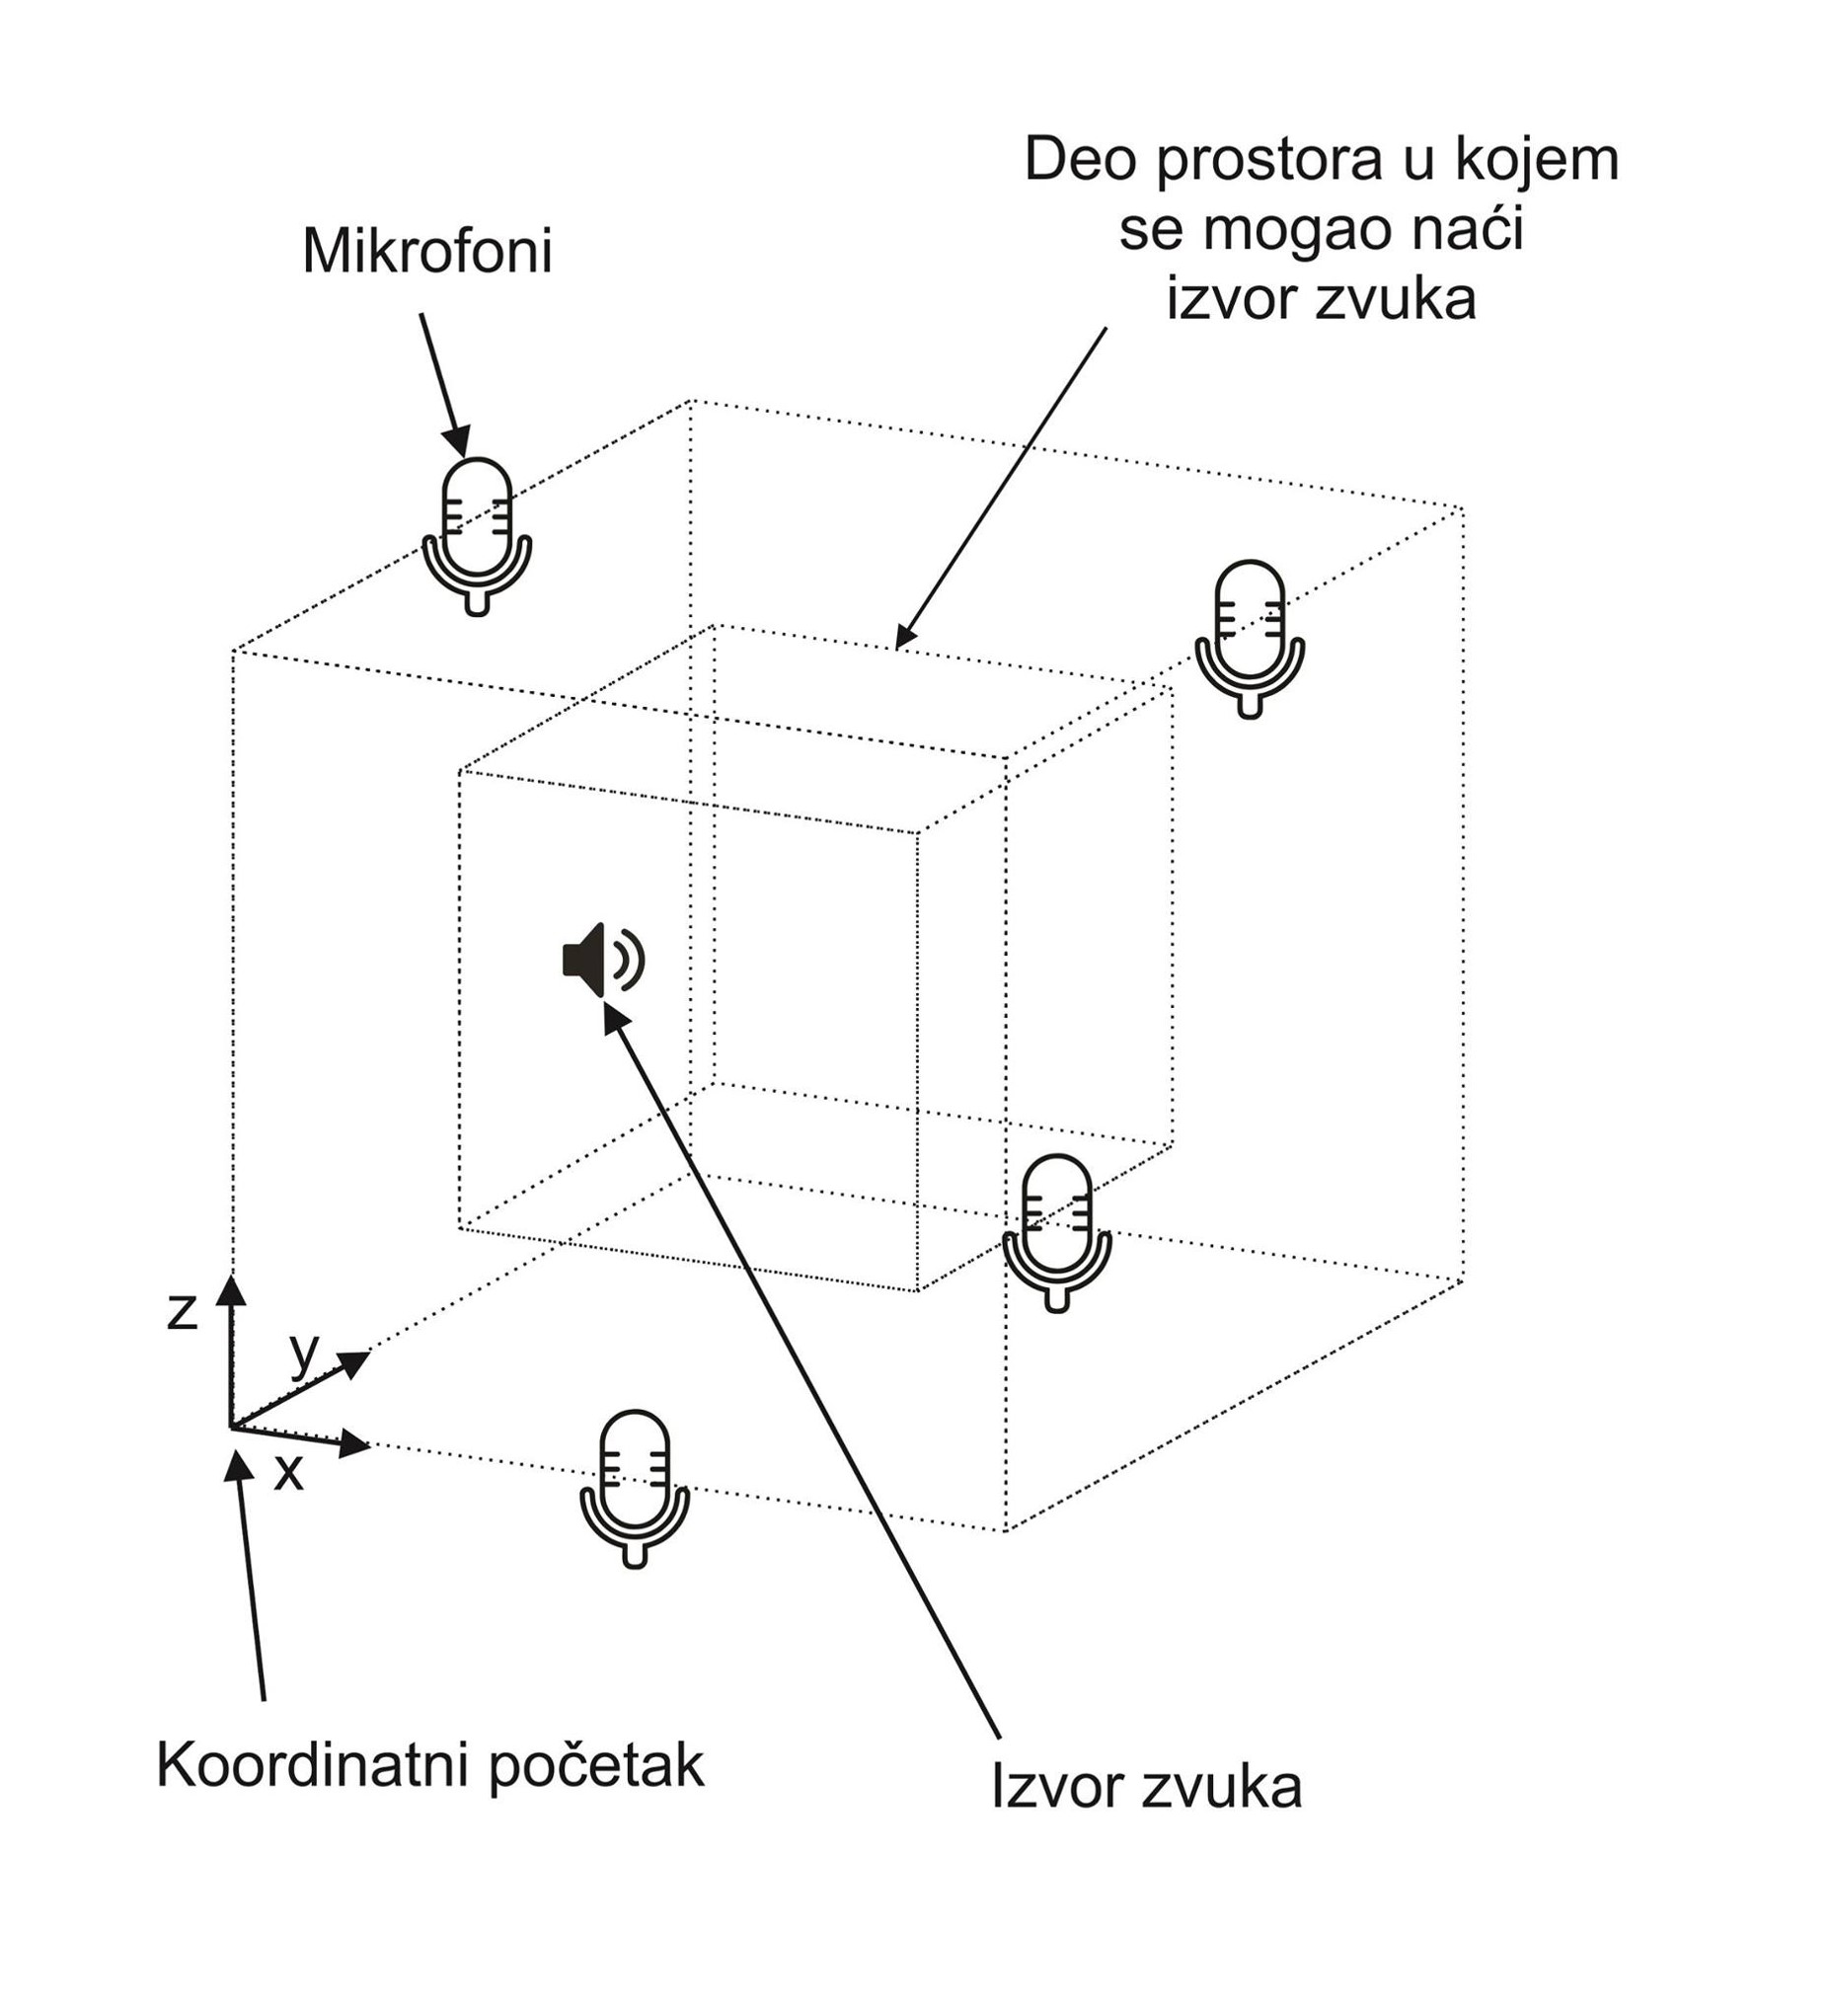 Deo prostora u kojem
se mogao naći
izvor zvuka
Mikrofoni
z
y
x
Koordinatni početak
Izvor zvuka